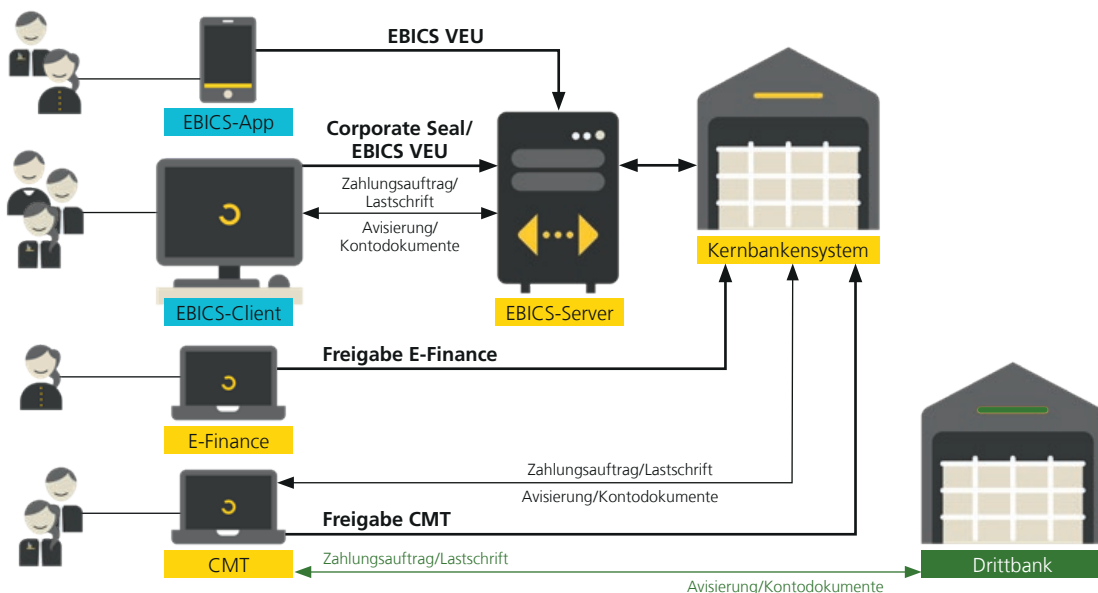 EBICS VEU
EBICS-App
Corporate Seal/
EBICS VEU
Zahlungsauftrag/
Lastschrift
Avisierung/
Kontodokumente
EBICS-Client
EBICS-Server
Kernbankensystem
Freigabe E-Finance
E-Finance
Zahlungsauftrag/Lastschrift
Avisierung/Kontodokumente
Freigabe CMT
CMT
Zahlungsauftrag/Lastschrift
Avisierung/Kontodokumente
Drittbank